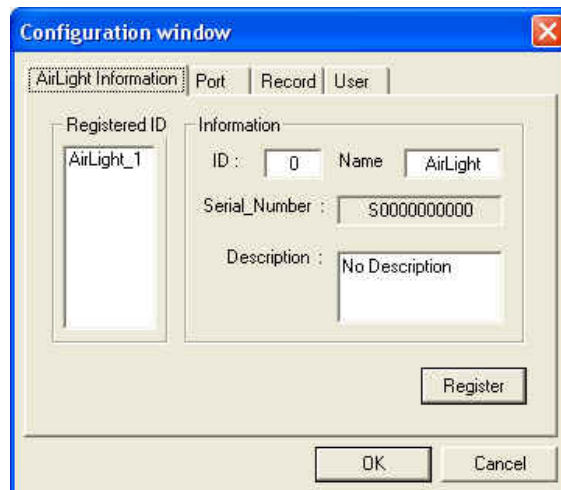 Configuration window
AirLight Information Port Record User
Registered ID
AirLight_1
Information
ID : 0 Name AirLight
Serial_Number : S0000000000
Description : No Description
Register
OK Cancel